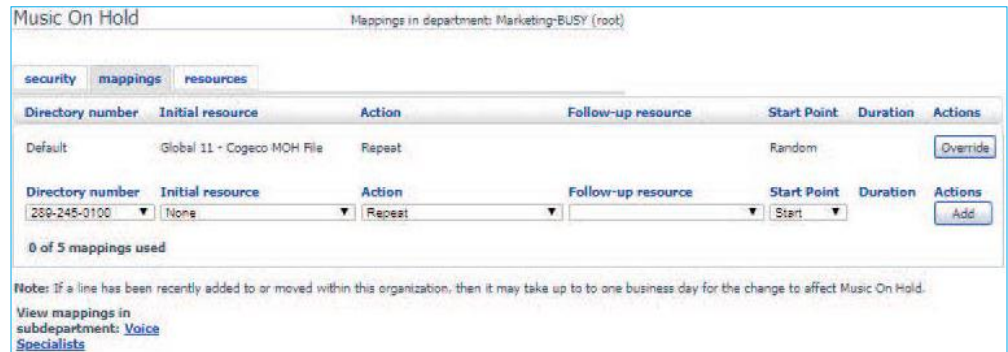 Music On Hold Mappings in department: Marketing-BUSY (root)
security mappings resources
Directory number Initial resource Action Follow-up resource Start Point Duration Actions
Default Global 11 - Cogeco MOH File Repeat Random Override
Directory number Initial resource Action Follow-up resource Start Point Duration Actions
289-245-0100 None Repeat Start Add
0 of 5 mappings used
Note: If a line has been recently added to or moved within this organization, then it may take up to to one business day for the change to affect Music On Hold.
View mappings in
subdepartment: Voice
Specialists